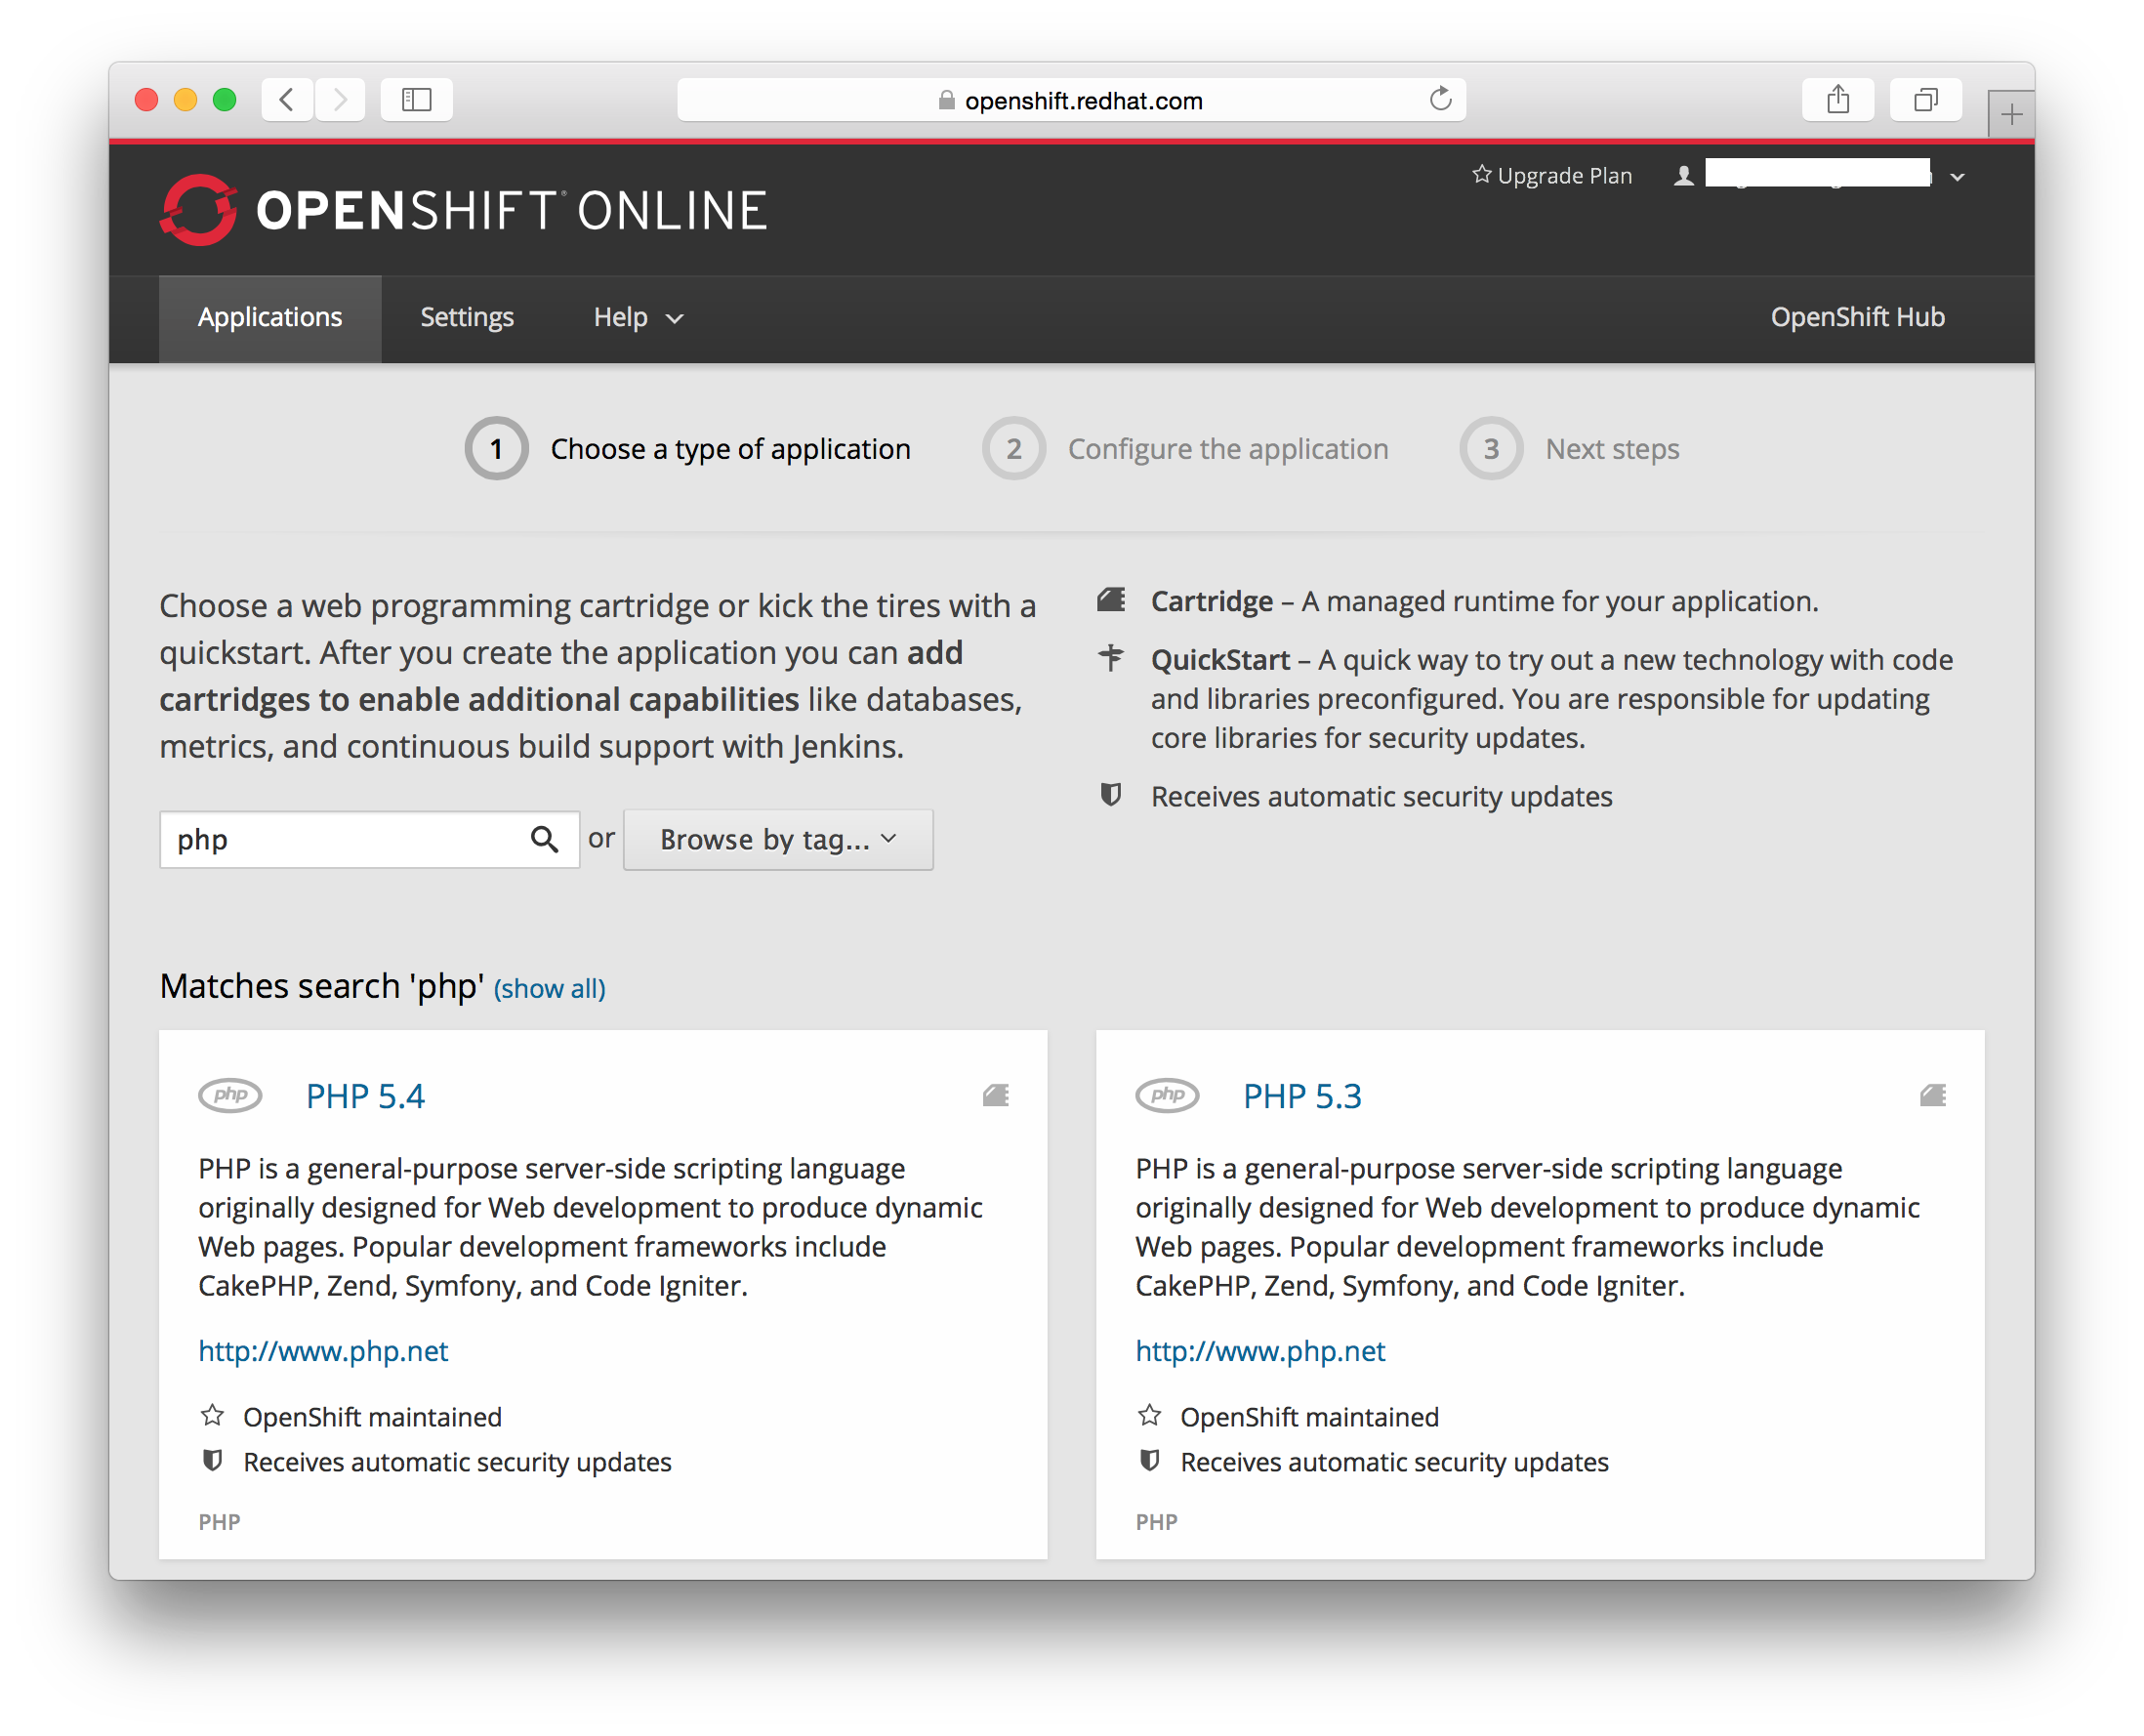 openshift.redhat.com
Upgrade Plan
OPENSHIFT ONLINE
Applications
Settings
Help
OpenShift Hub
1 Choose a type of application
2 Configure the application
3 Next steps
Choose a web programming cartridge or kick the tires with a
quickstart. After you create the application you can add
cartridges to enable additional capabilities like databases,
metrics, and continuous build support with Jenkins.
Cartridge – A managed runtime for your application.
QuickStart – A quick way to try out a new technology with code
and libraries preconfigured. You are responsible for updating
core libraries for security updates.
Receives automatic security updates
php
or
Browse by tag...
Matches search 'php' (show all)
php PHP 5.4
PHP is a general-purpose server-side scripting language
originally designed for Web development to produce dynamic
Web pages. Popular development frameworks include
CakePHP, Zend, Symfony, and Code Igniter.
http://www.php.net
OpenShift maintained
Receives automatic security updates
PHP
php PHP 5.3
PHP is a general-purpose server-side scripting language
originally designed for Web development to produce dynamic
Web pages. Popular development frameworks include
CakePHP, Zend, Symfony, and Code Igniter.
http://www.php.net
OpenShift maintained
Receives automatic security updates
PHP